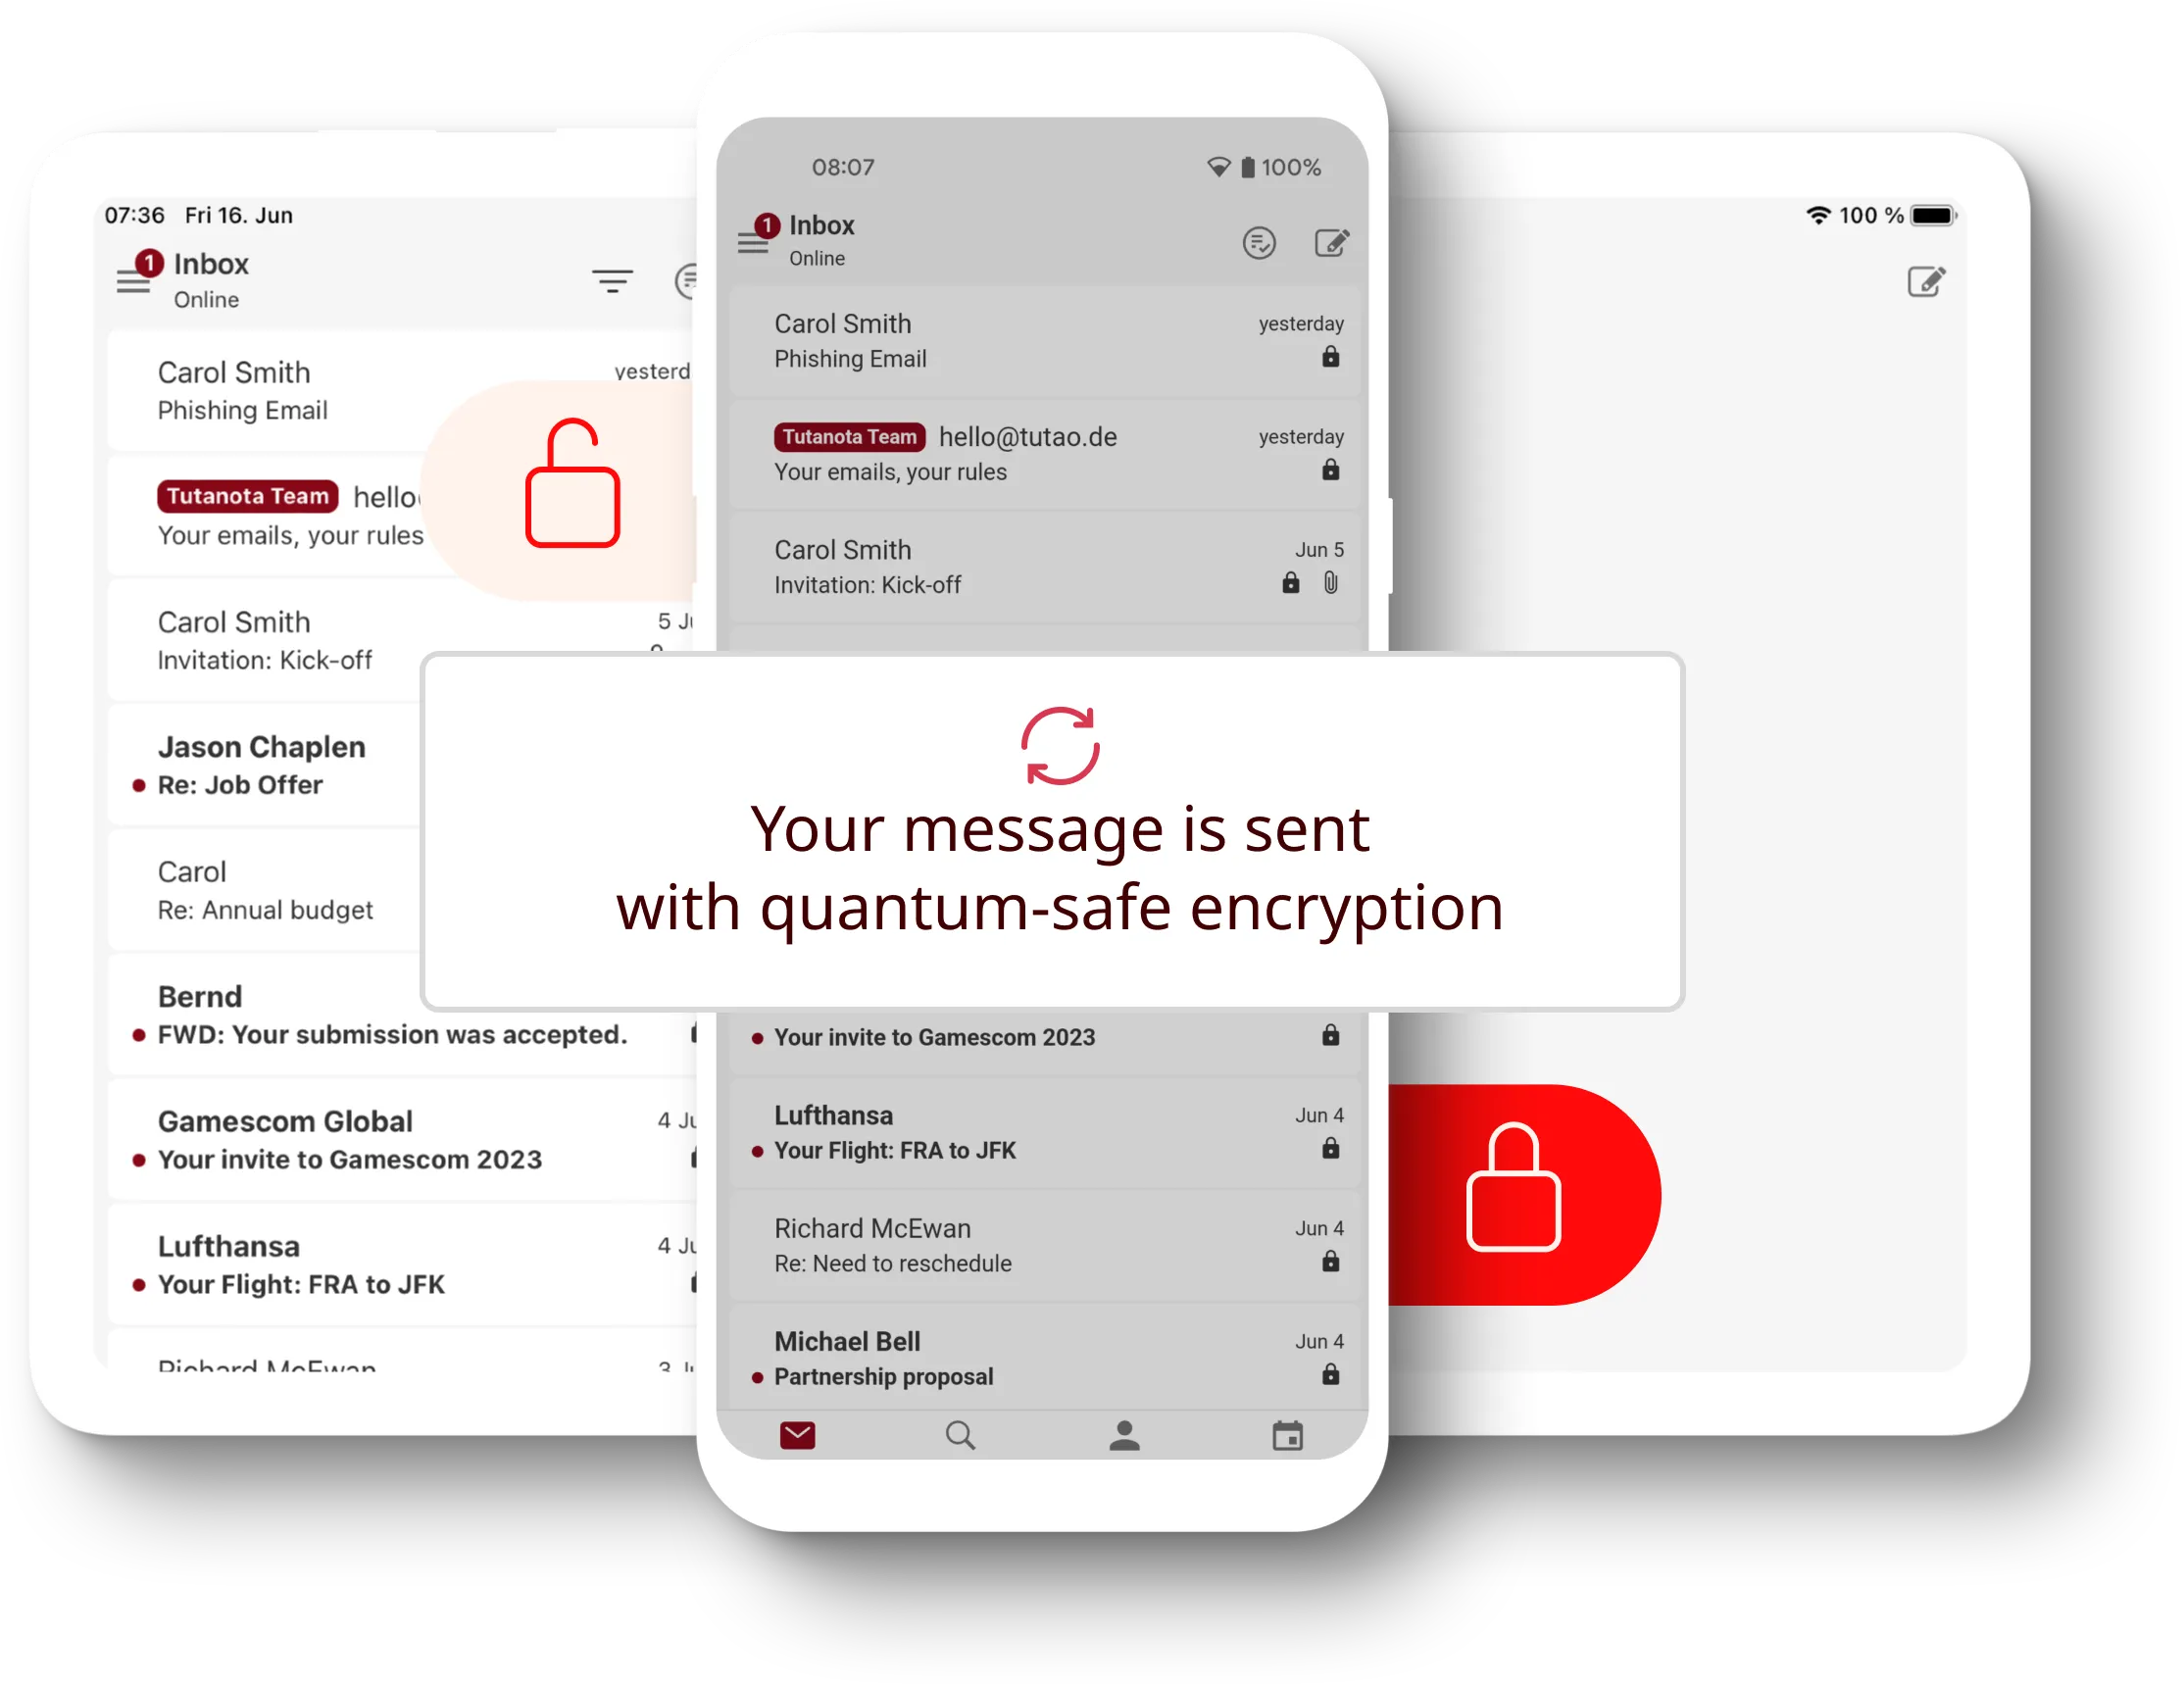 07:36 Fri 16. Jun
1 Inbox
Online
Carol Smith
Phishing Email
Tutanota Team
Your emails, your rules
Carol Smith 5
Invitation: Kick-off
Jason Chaplen
Re: Job Offer
Carol
Re: Annual budget
Bernd
FWD: Your submission was accepted.
Gamescom Global 4
Your invite to Gamescom 2023
Lufthansa 4
Your Flight: FRA to JFK
Richard McEwan 3
08:07 100%
1 Inbox
Online
Carol Smith yesterday
Phishing Email
Tutanota Team hello@tutao.de yesterday
Your emails, your rules
Carol Smith Jun 5
Invitation: Kick-off
Your message is sent
with quantum-safe encryption
Your invite to Gamescom 2023
Lufthansa Jun 4
Your Flight: FRA to JFK
Richard McEwan Jun 4
Re: Need to reschedule
Michael Bell Jun 4
Partnership proposal
100 %